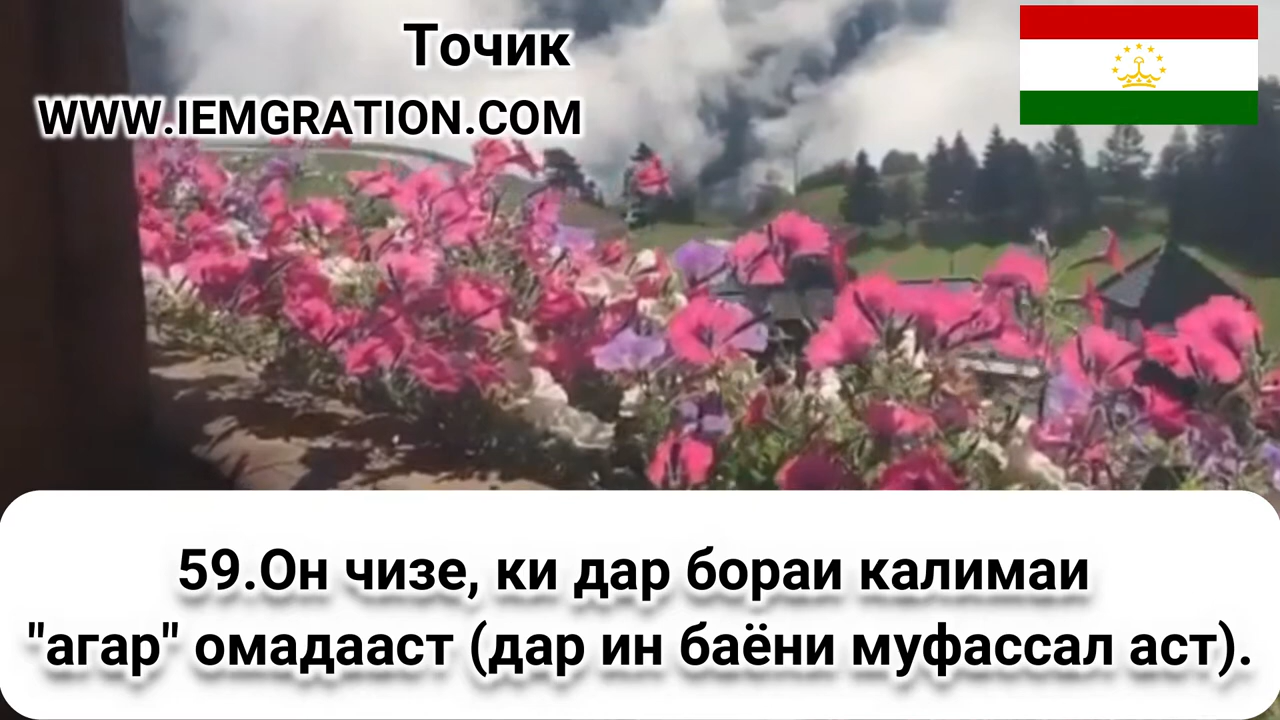 Точик
WWW.IEMGRATION.COM
59.Он чизе, ки дар бораи калимаи
"агар" омадааст (дар ин баёни муфассал аст).